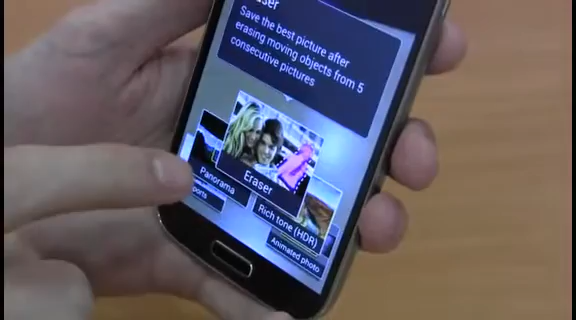 Eraser
Save the best picture after
erasing moving objects from 5
consecutive pictures
Panorama
Eraser
Rich tone (HDR)
Animated photo